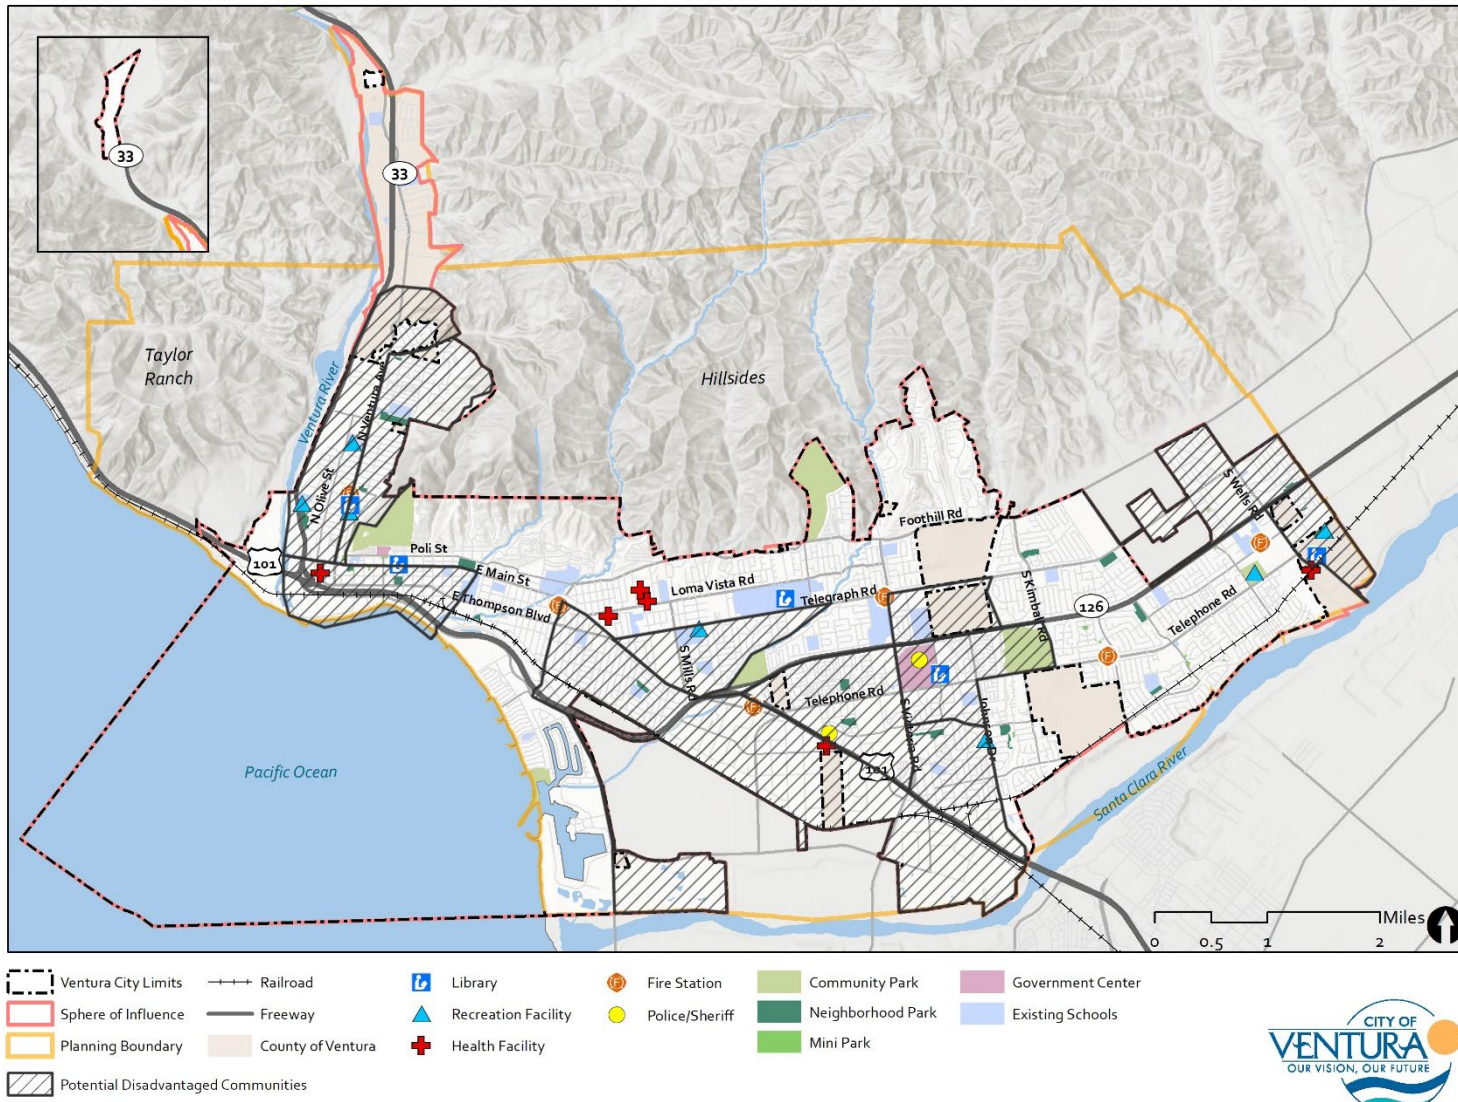 33
33
Taylor
Ranch
Hillsides
Ventura River
N Ventura Ave
N Olive St
S Wells Rd
Foothill Rd
Poli St
101
E Main St
Loma Vista Rd
Telegraph Rd
S Kimball Rd
126
E Thompson Blvd
Telephone Rd
S Mills Rd
Telephone Rd
S Victoria Rd
Johnson Dr
Pacific Ocean
101
Santa Clara River
Miles
0 0.5 1 2
Ventura City Limits
Railroad
Library
Fire Station
Community Park
Government Center
Sphere of Influence
Freeway
Recreation Facility
Police/Sheriff
Neighborhood Park
Existing Schools
Planning Boundary
County of Ventura
Health Facility
Mini Park
Potential Disadvantaged Communities
CITY OF
VENTURA
OUR VISION, OUR FUTURE